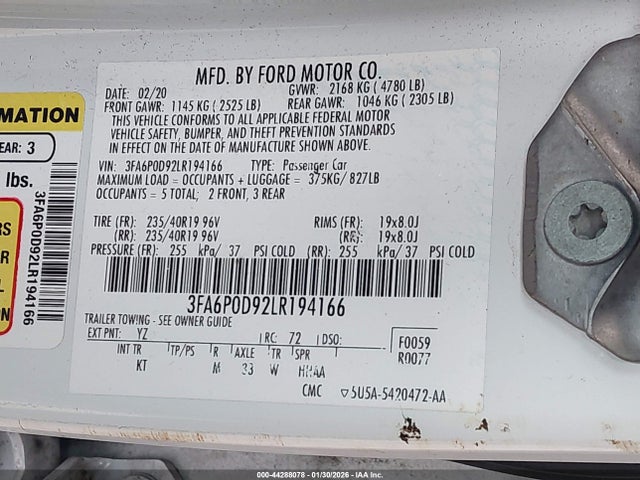 MFD. BY FORD MOTOR CO.
DATE: 02/20 GVWR: 2168 KG ( 4780 LB)
FRONT GAWR: 1145 KG ( 2525 LB) REAR GAWR: 1046 KG ( 2305 LB)
THIS VEHICLE CONFORMS TO ALL APPLICABLE FEDERAL MOTOR
VEHICLE SAFETY, BUMPER, AND THEFT PREVENTION STANDARDS
IN EFFECT ON THE DATE OF MANUFACTURE SHOWN ABOVE.
VIN: 3FA6P0D92LR194166 TYPE: Passenger Car
MAXIMUM LOAD = OCCUPANTS + LUGGAGE = 375KG/ 827LB
OCCUPANTS = 5 TOTAL; 2 FRONT, 3 REAR
TIRE (FR): 235/40R19 96V RIMS (FR): 19x8.0J
(RR): 235/40R19 96V (RR): 19x8.0J
PRESSURE (FR): 255 kPa/ 37 PSI COLD (RR): 255 kPa/ 37 PSI COLD
3FA6P0D92LR194166
TRAILER TOWING - SEE OWNER GUIDE
EXT PNT: YZ RC: 72 DSO: F0059
INT TR TP/PS R AXLE TR SPR R0077
KT M 33 W HHAA
CMC ▽5U5A-5420472-AA
MATION
EAR: 3
lbs.
RS
R
AL
3FA6P0D92LR194166
000-44288078 - 01/30/2026 - IAA Inc.